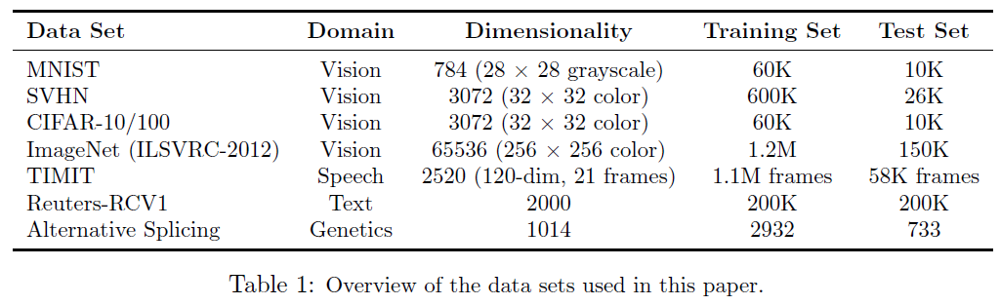 Data Set Domain Dimensionality Training Set Test Set
MNIST Vision 784 (28 × 28 grayscale) 60K 10K
SVHN Vision 3072 (32 × 32 color) 600K 26K
CIFAR-10/100 Vision 3072 (32 × 32 color) 60K 10K
ImageNet (ILSVRC-2012) Vision 65536 (256 × 256 color) 1.2M 150K
TIMIT Speech 2520 (120-dim, 21 frames) 1.1M frames 58K frames
Reuters-RCV1 Text 2000 200K 200K
Alternative Splicing Genetics 1014 2932 733
Table 1: Overview of the data sets used in this paper.